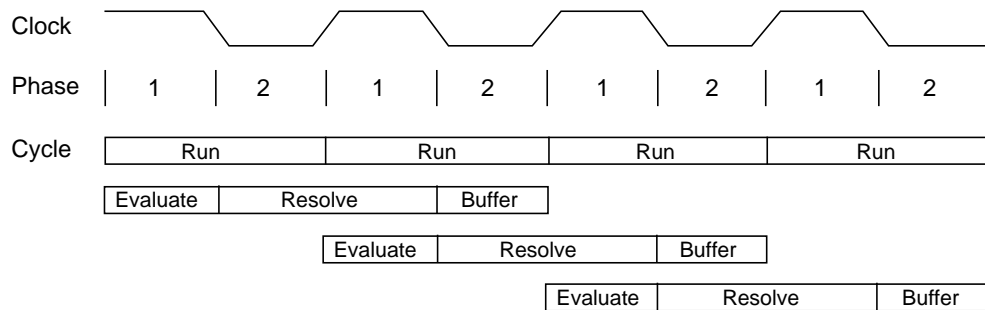 Clock
Phase 1 2 1 2 1 2 1 2
Cycle Run Run Run Run
Evaluate Resolve Buffer
Evaluate Resolve Buffer
Evaluate Resolve Buffer